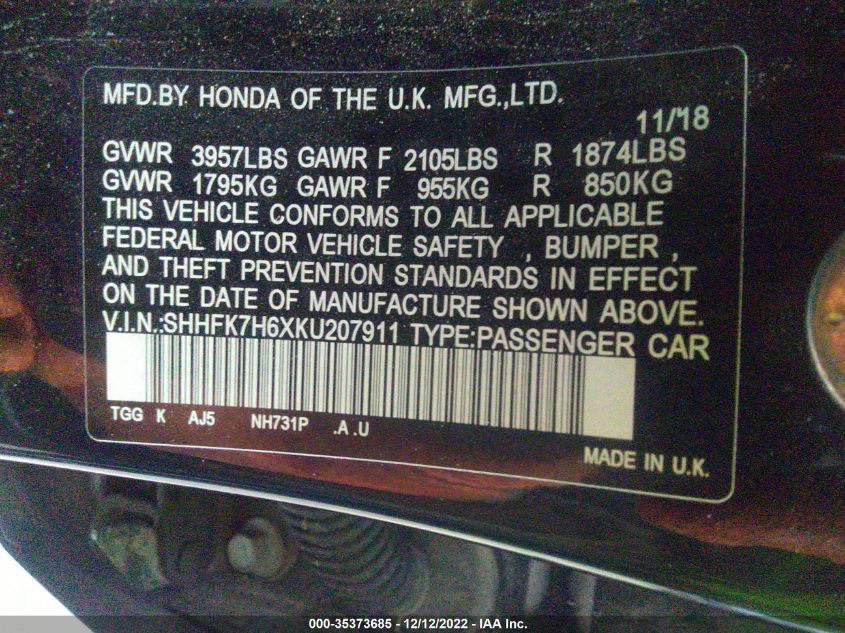 MFD.BY HONDA OF THE U.K. MFG.,LTD.
11/18
GVWR 3957LBS GAWR F 2105LBS R 1874LBS
GVWR 1795KG GAWR F 955KG R 850KG
THIS VEHICLE CONFORMS TO ALL APPLICABLE
FEDERAL MOTOR VEHICLE SAFETY , BUMPER ,
AND THEFT PREVENTION STANDARDS IN EFFECT
ON THE DATE OF MANUFACTURE SHOWN ABOVE.
V.I.N.:SHHFK7H6XKU207911 TYPE:PASSENGER CAR
TGG K AJ5 NH731P .A .U
MADE IN U.K.
000-35373685 - 12/12/2022 - IAA Inc.